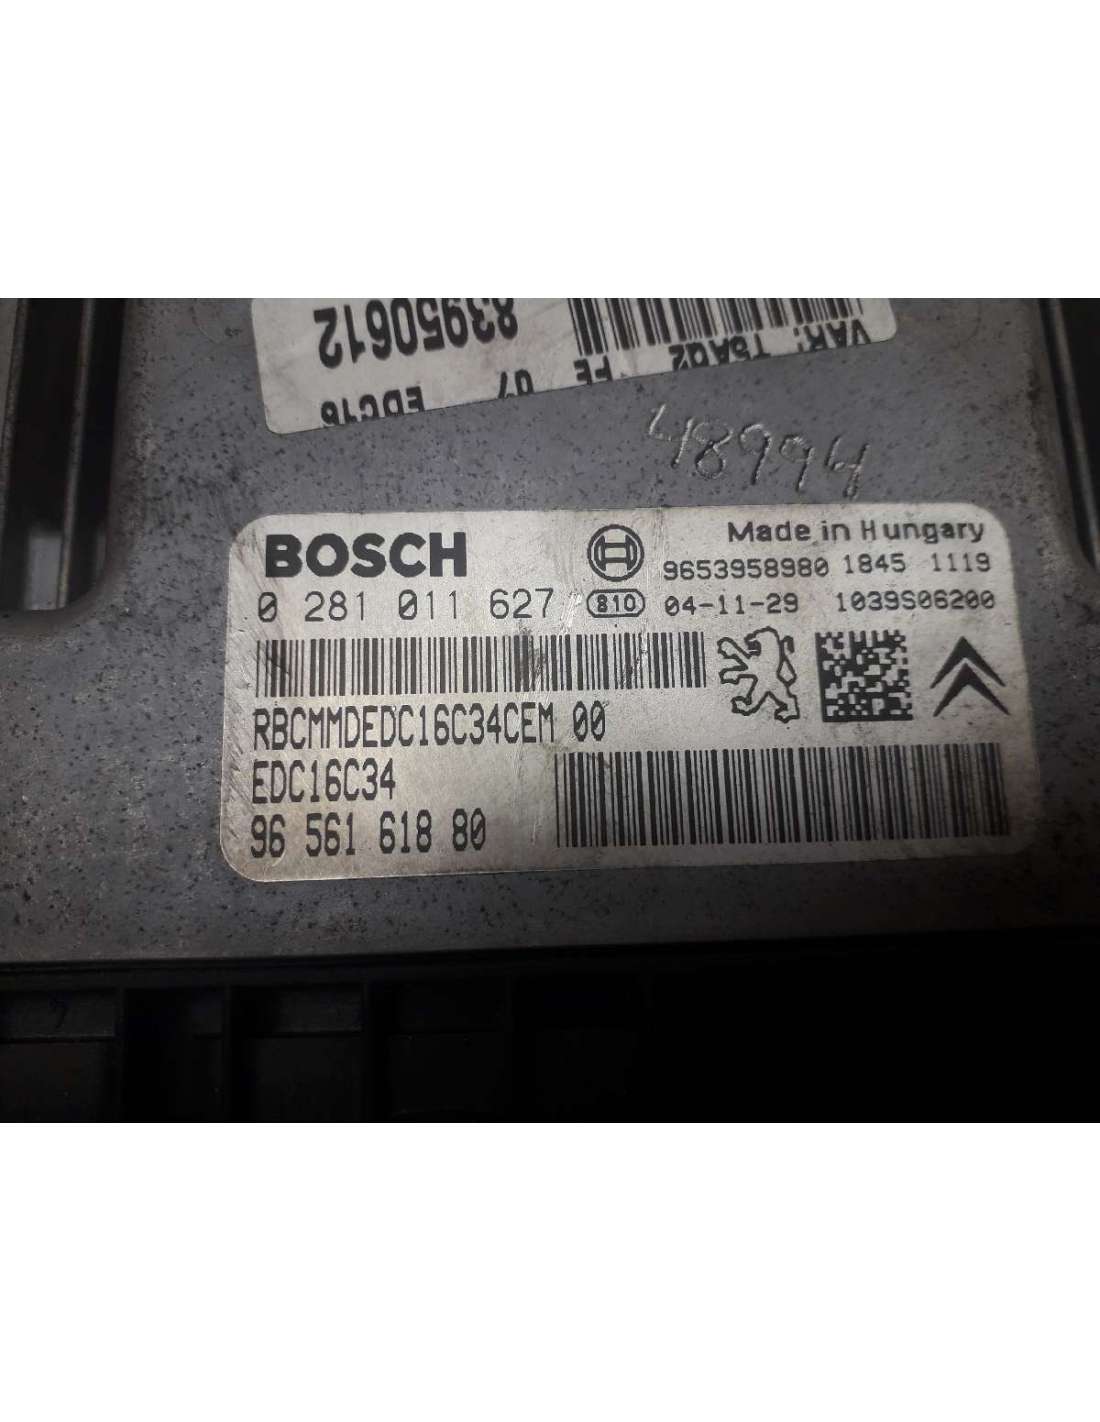 83950612
VAR: TSAQ2 FE 07 EDC16
48994
BOSCH
Made in Hungary
9653958980 1845 1119
0 281 011 627 810 04-11-29 1039S06200
RBCMMDEDC16C34CEM 00
EDC16C34
96 561 618 80